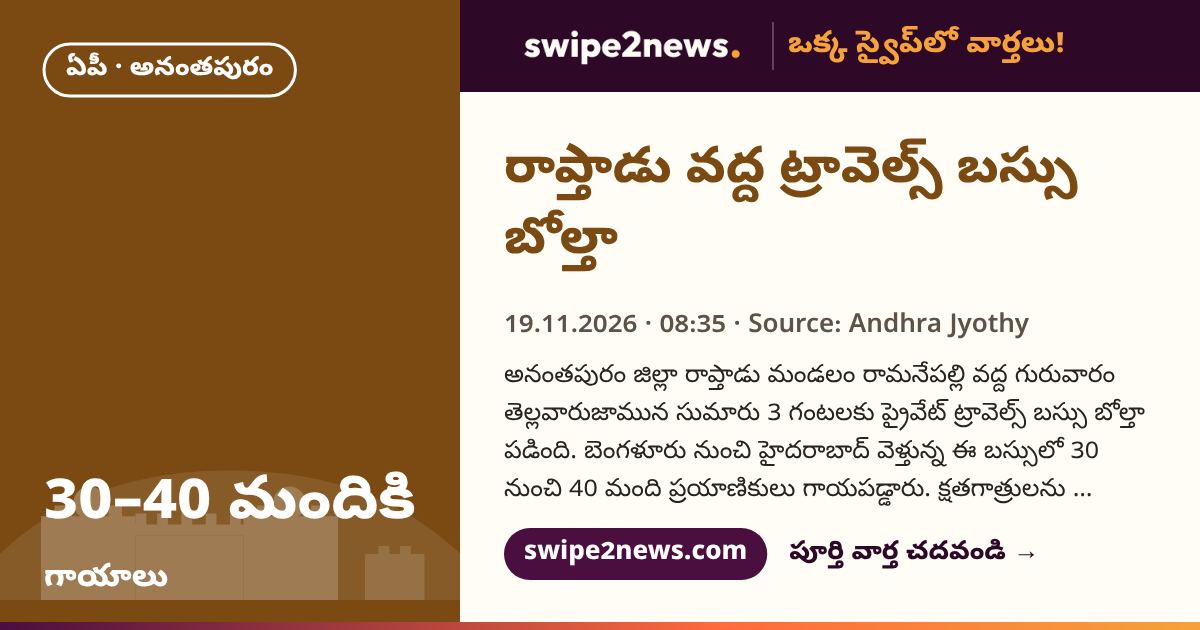 ఏపీ · అనంతపురం
swipe2news.
ఒక్క స్వైప్‌లో వార్తలు!
రాప్తాడు వద్ద ట్రావెల్స్ బస్సు
బోల్తా
19.11.2026 · 08:35 · Source: Andhra Jyothy
అనంతపురం జిల్లా రాప్తాడు మండలం రామనేపల్లి వద్ద గురువారం
తెల్లవారుజామున సుమారు 3 గంటలకు ప్రైవేట్ ట్రావెల్స్ బస్సు బోల్తా
పడింది. బెంగళూరు నుంచి హైదరాబాద్ వెళ్తున్న ఈ బస్సులో 30
నుంచి 40 మంది ప్రయాణికులు గాయపడ్డారు. క్షతగాత్రులను ...
30–40 మందికి
గాయాలు
swipe2news.com
పూర్తి వార్త చదవండి →